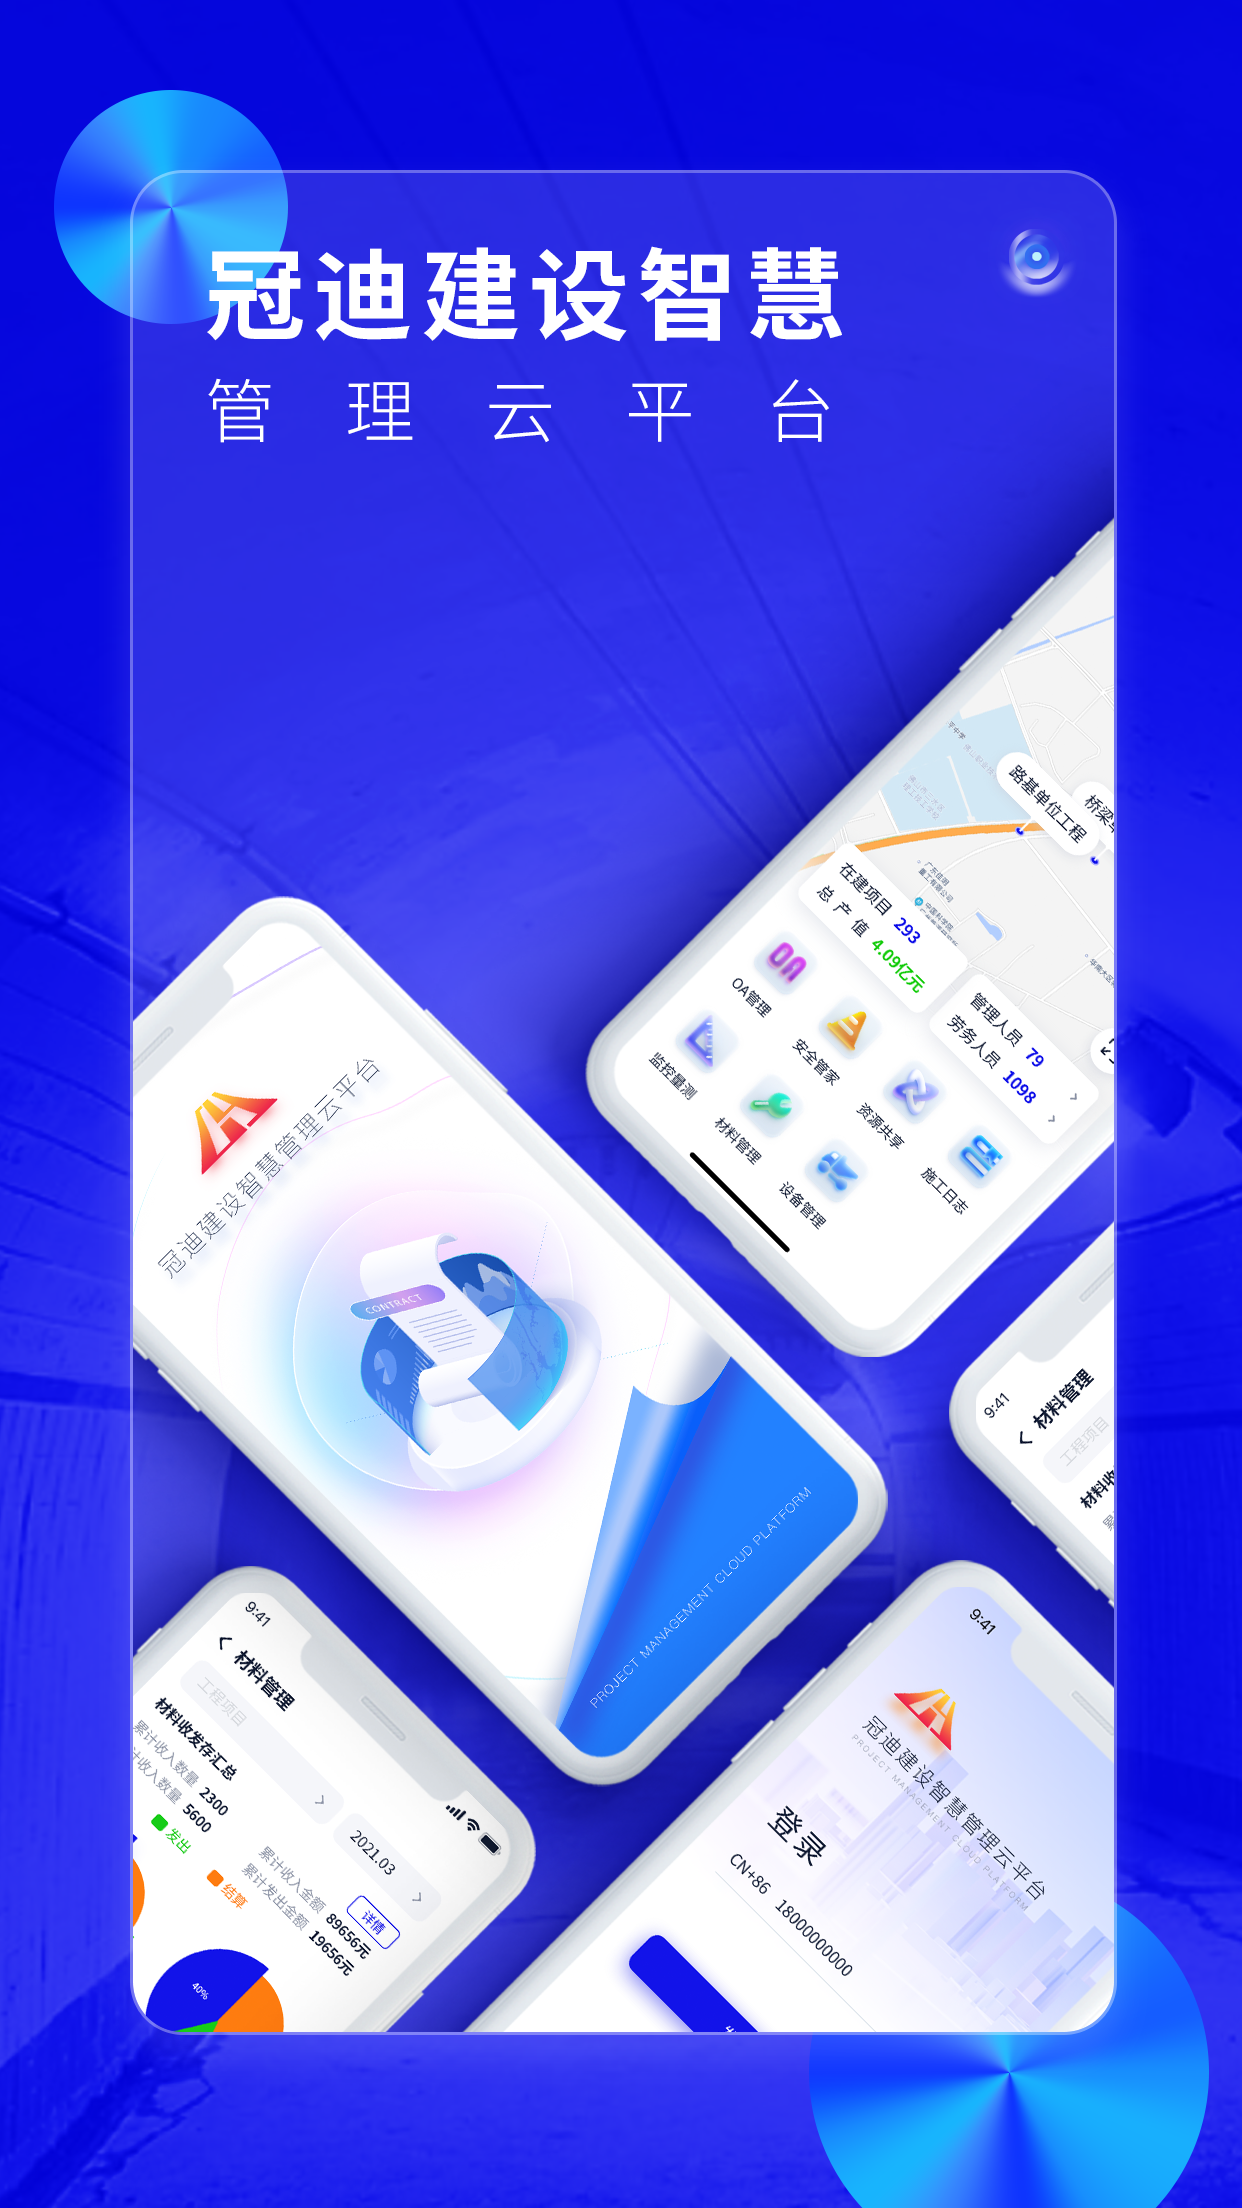 冠迪建设智慧
管理云平台
路基单位工程
桥梁
在建项目 293
总产值 4.09亿元
管理人员 79
劳务人员 1098
OA管理
安全管家
资源共享
施工日志
监控量测
材料管理
设备管理
冠迪建设智慧管理云平台
CONTRACT
PROJECT MANAGEMENT CLOUD PLATFORM
9:41
材料管理
工程项目
材料收
9:41
材料管理
工程项目
2021.03
材料收发存汇总
详情
累计收入数量 2300
计收入数量 5600
累计收入金额 89656元
累计发出金额 19656元
发出
结算
40%
9:41
冠迪建设智慧管理云平台
PROJECT MANAGEMENT CLOUD PLATFORM
登录
CN+86 18000000000